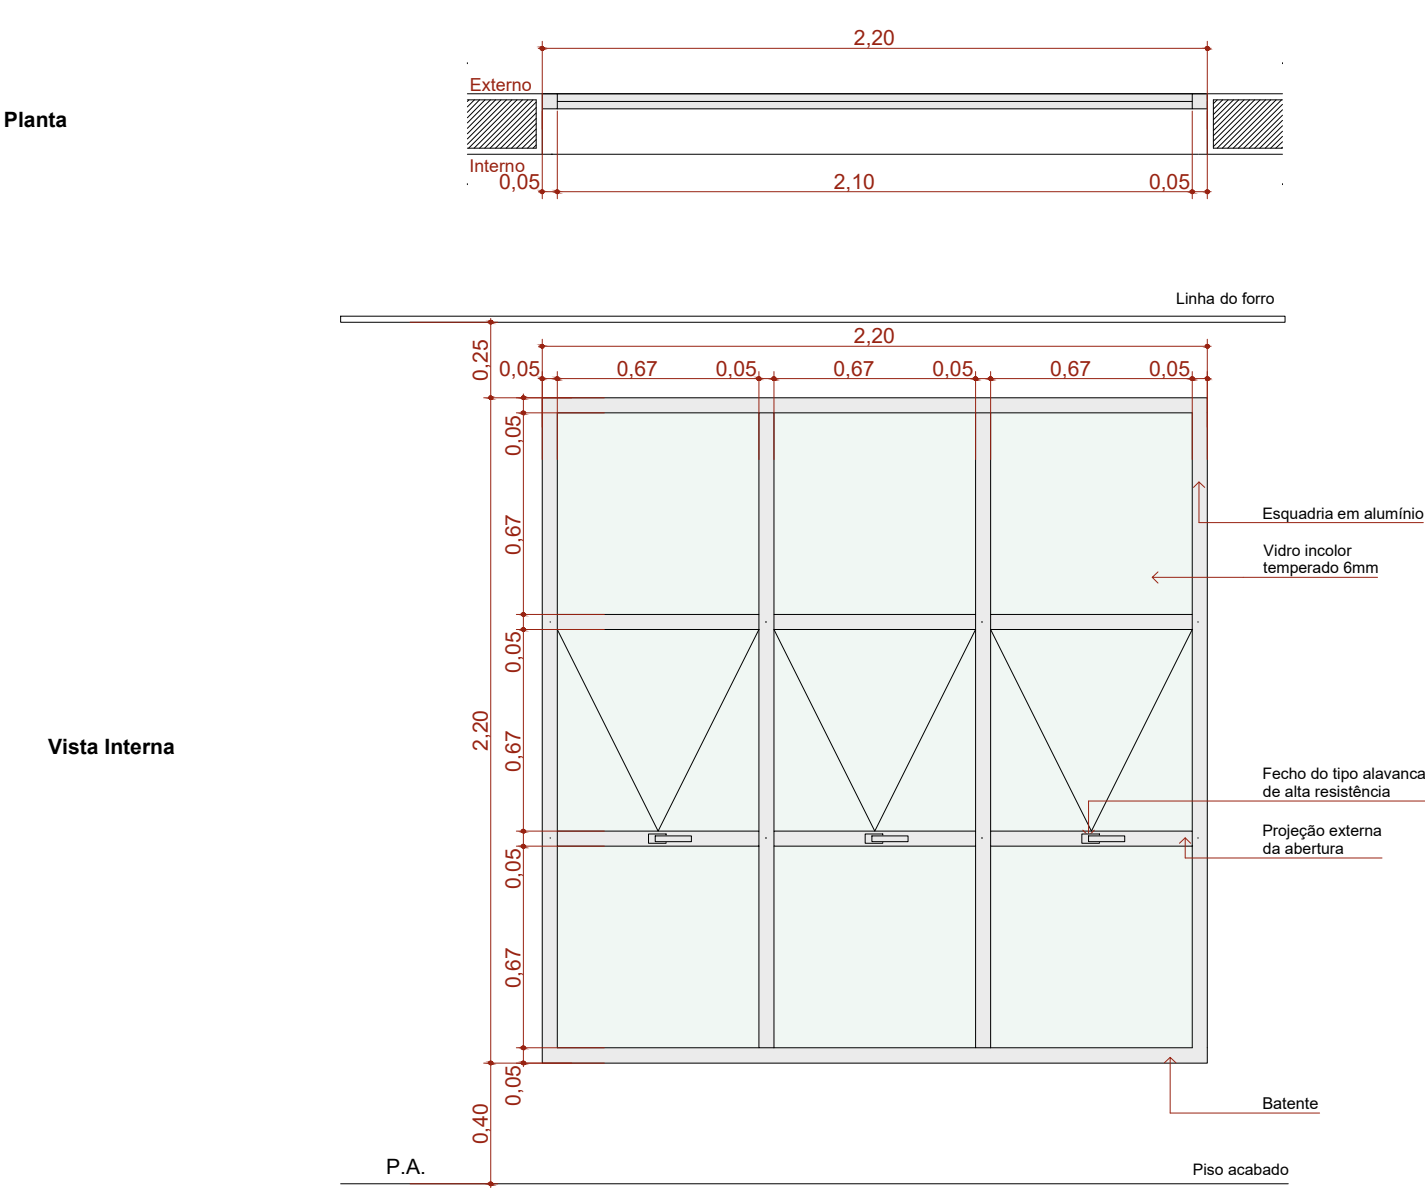 2,20
Externo
Planta
Interno
0,05
2,10
0,05
Linha do forro
2,20
0,25
0,05
0,67
0,05
0,67
0,05
0,67
0,05
0,05
Esquadria em alumínio
0,67
Vidro incolor
temperado 6mm
0,05
2,20
0,67
Vista Interna
Fecho do tipo alavanca
de alta resistência
Projeção externa
da abertura
0,05
0,67
0,05
Batente
0,40
P.A.
Piso acabado